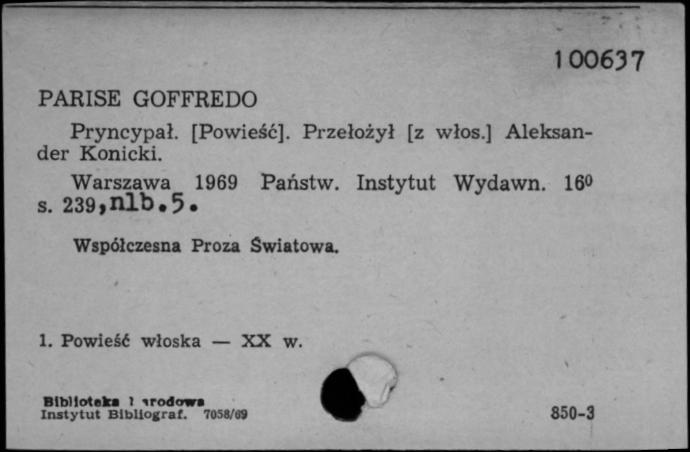 100637
PARISE GOFFREDO
Pryncypał. [Powieść]. Przełożył [z włos.] Aleksan-
der Konicki.
Warszawa 1969 Państw. Instytut Wydawn. 16⁰
s. 239, nlb. 5.
Współczesna Proza Światowa.
1. Powieść włoska — XX w.
Biblioteka
Instytut Bibliograf. 7058/69
850-3